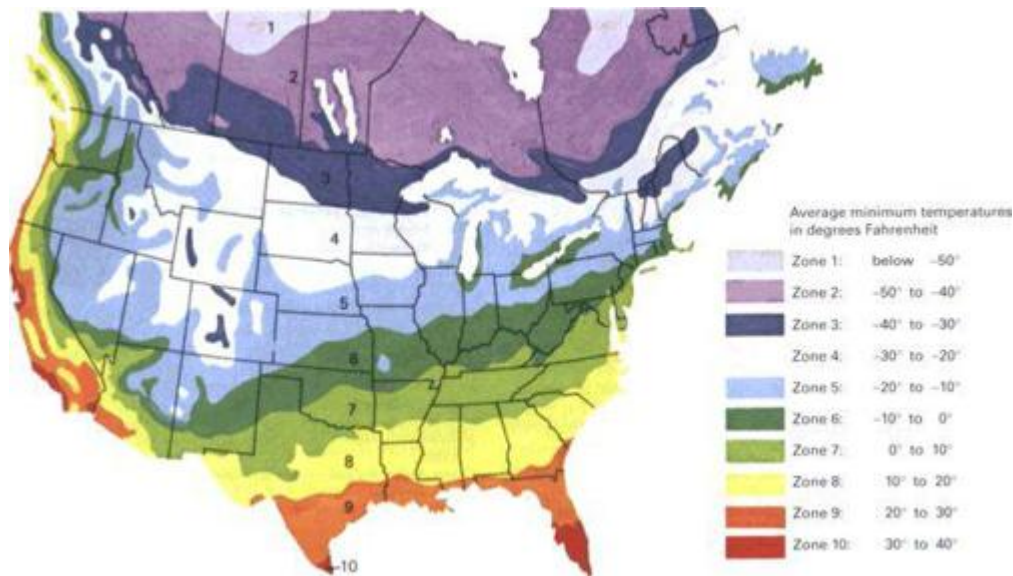 1
2
3
4
5
6
7
8
9
-10
Average minimum temperatures
in degrees Fahrenheit
Zone 1: below -50°
Zone 2: -50° to -40°
Zone 3: -40° to -30°
Zone 4: -30° to -20°
Zone 5: -20° to -10°
Zone 6: -10° to 0°
Zone 7: 0° to 10°
Zone 8: 10° to 20°
Zone 9: 20° to 30°
Zone 10: 30° to 40°